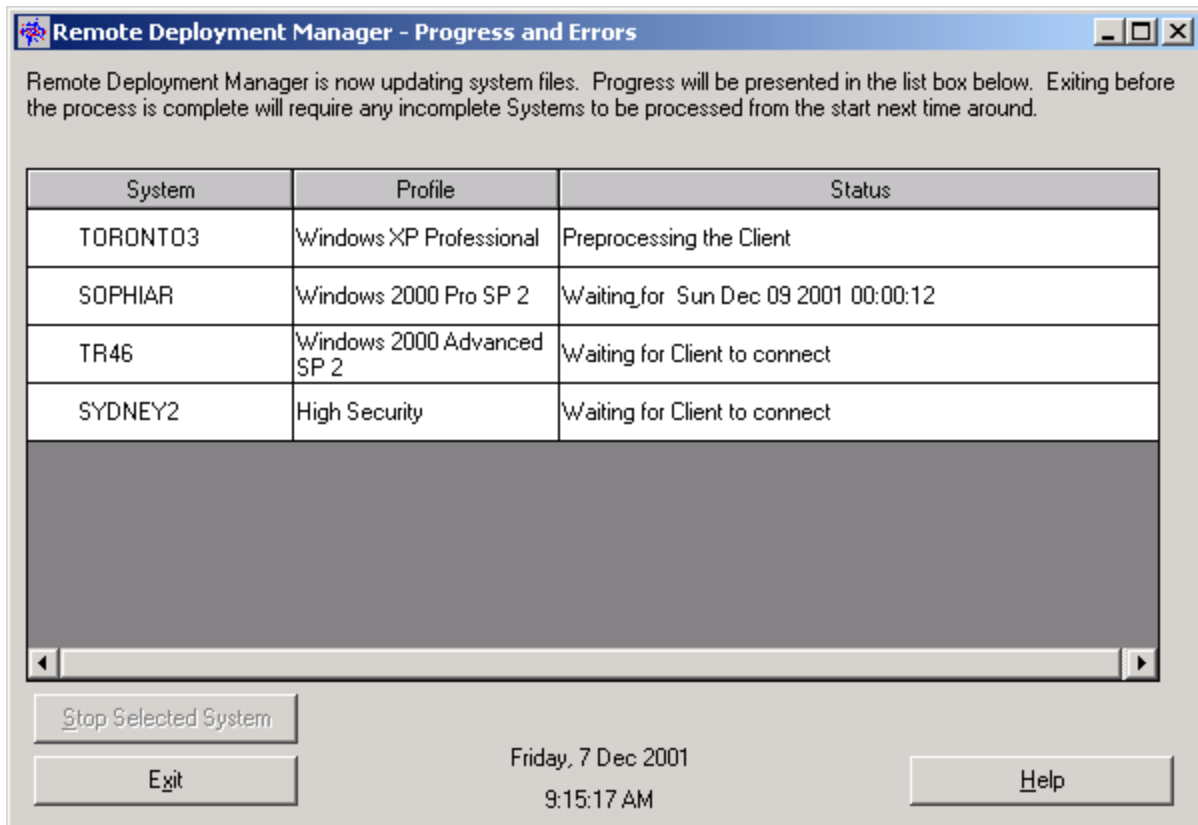 Remote Deployment Manager - Progress and Errors
Remote Deployment Manager is now updating system files. Progress will be presented in the list box below. Exiting before
the process is complete will require any incomplete Systems to be processed from the start next time around.
System Profile Status
TORONTO3 Windows XP Professional Preprocessing the Client
SOPHIAR Windows 2000 Pro SP 2 Waiting for Sun Dec 09 2001 00:00:12
TR46 Windows 2000 Advanced
SP 2 Waiting for Client to connect
SYDNEY2 High Security Waiting for Client to connect
Stop Selected System
Friday, 7 Dec 2001
Exit
Help
9:15:17 AM